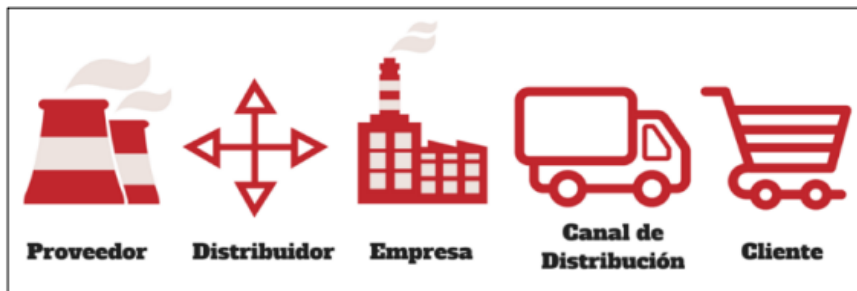 Proveedor
Distribuidor
Empresa
Canal de
Distribución
Cliente